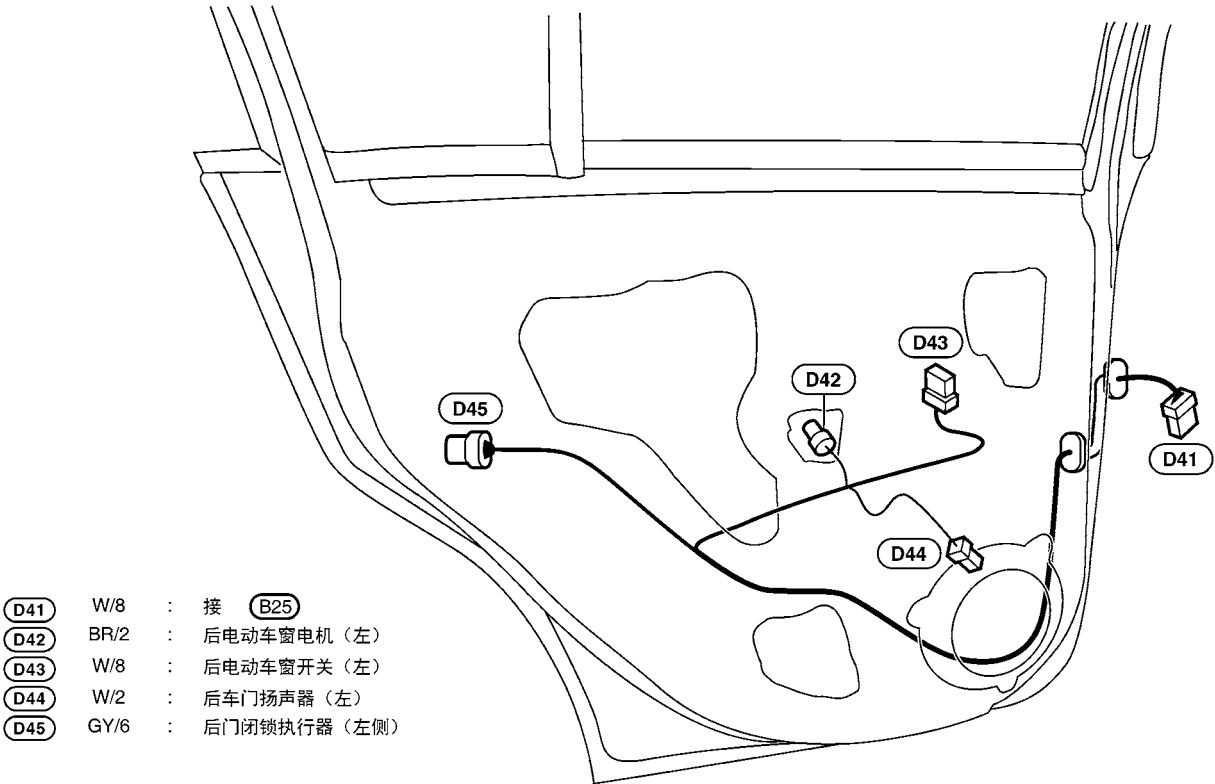 D43
D42
D45
D41
D44
D41 W/8 : 接 B25
D42 BR/2 : 后电动车窗电机（左）
D43 W/8 : 后电动车窗开关（左）
D44 W/2 : 后车门扬声器（左）
D45 GY/6 : 后门闭锁执行器（左侧）